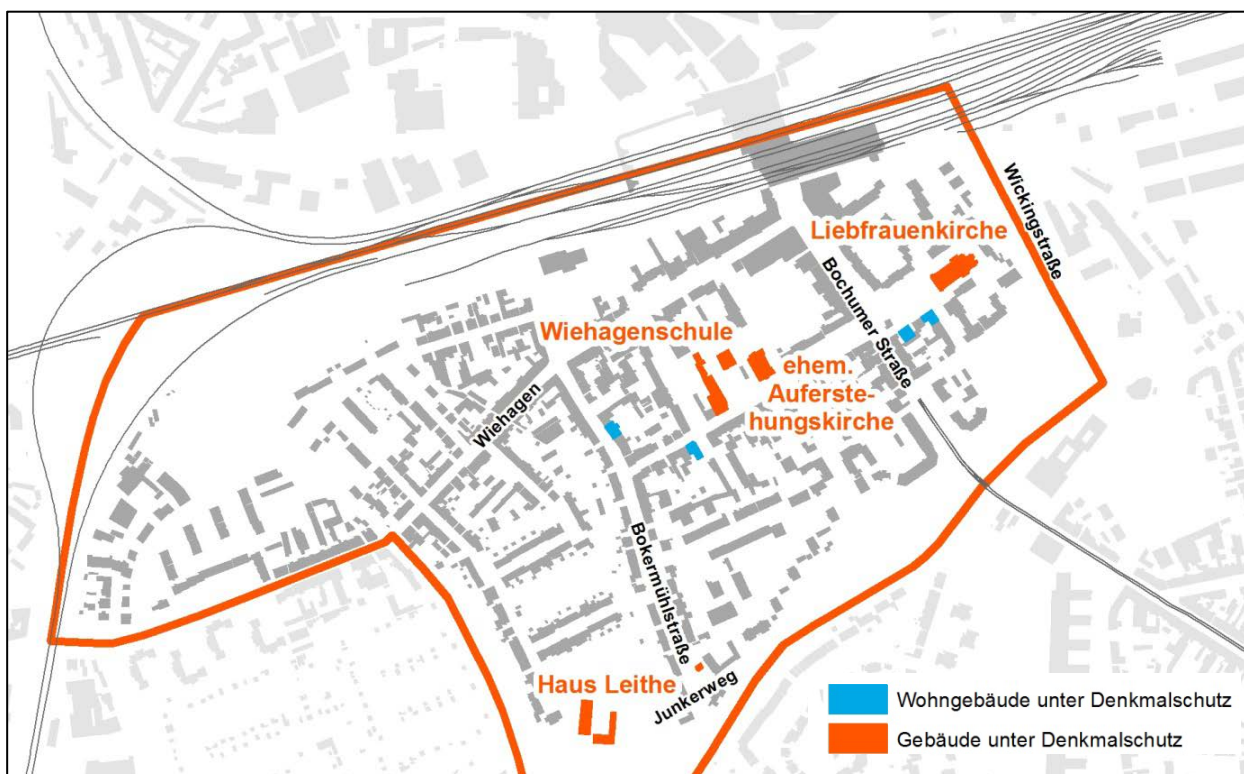 Wickingstraße
Liebfrauenkirche
Bochumer Straße
Wiehagenschule
ehem.
Auferste-
hungskirche
Wiehagen
Bokermühlstraße
Haus Leithe
Junkerweg
Wohngebäude unter Denkmalschutz
Gebäude unter Denkmalschutz